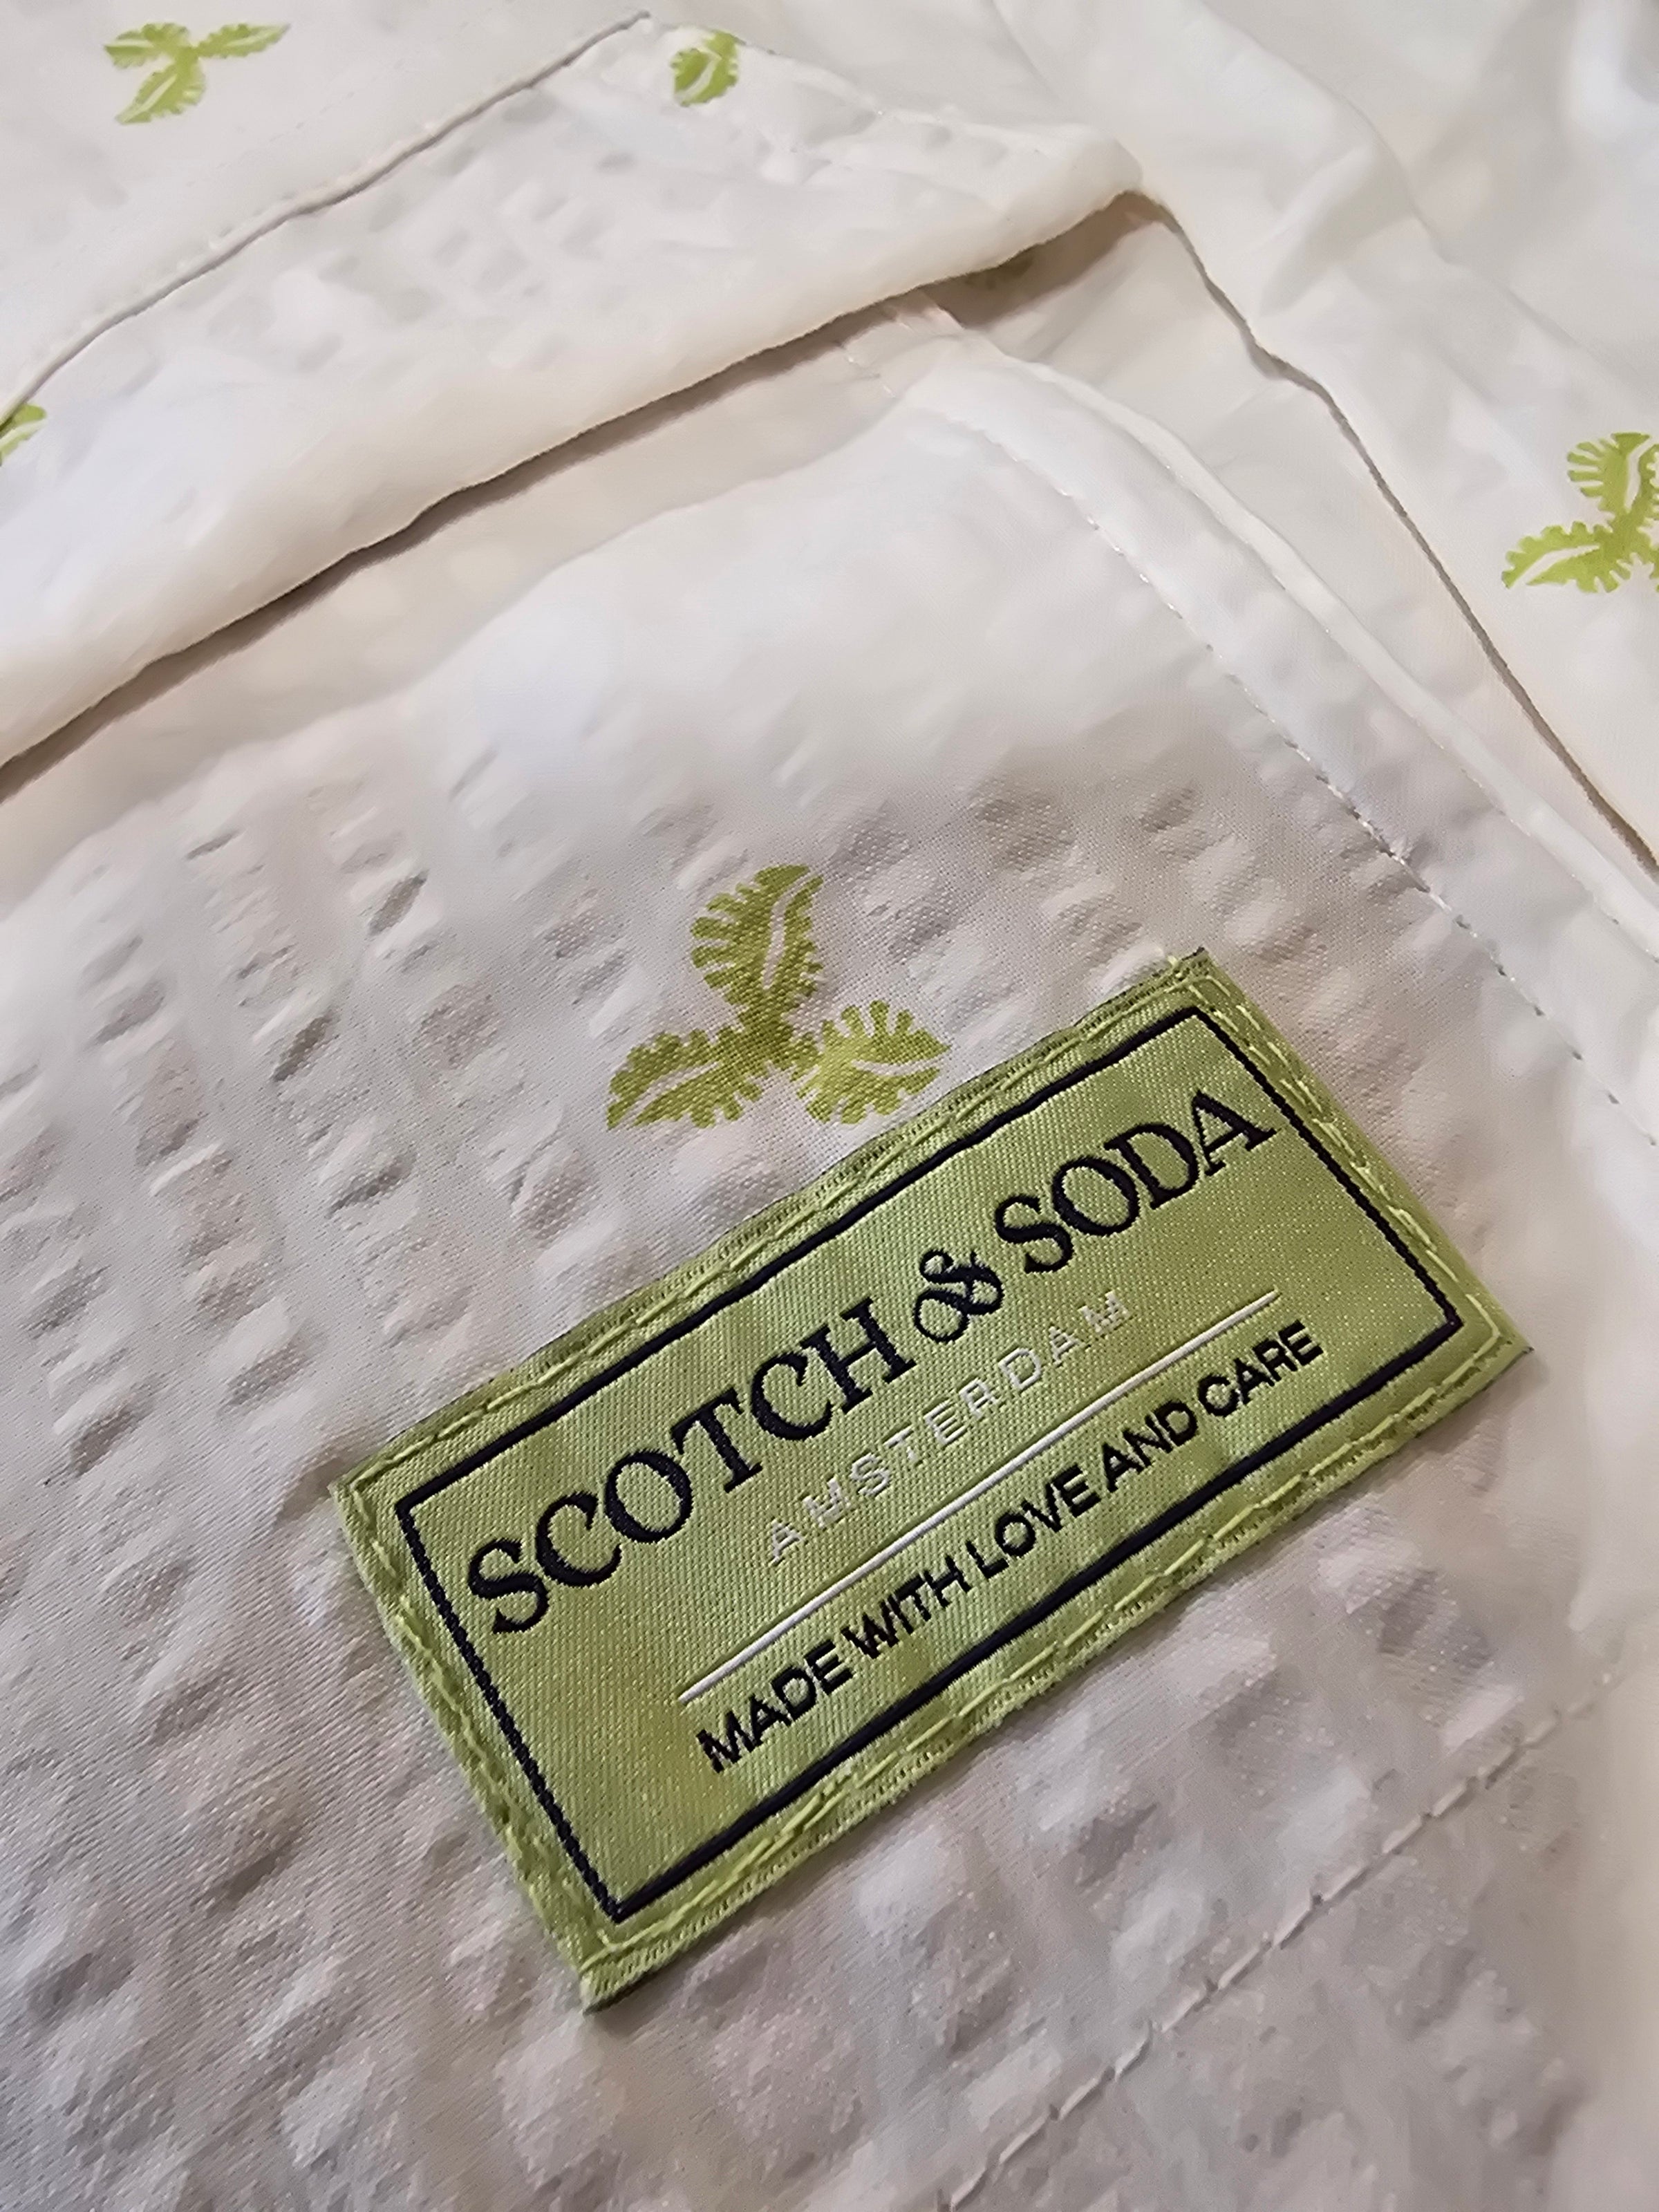 SCOTCH & SODA
AMSTERDAM
MADE WITH LOVE AND CARE